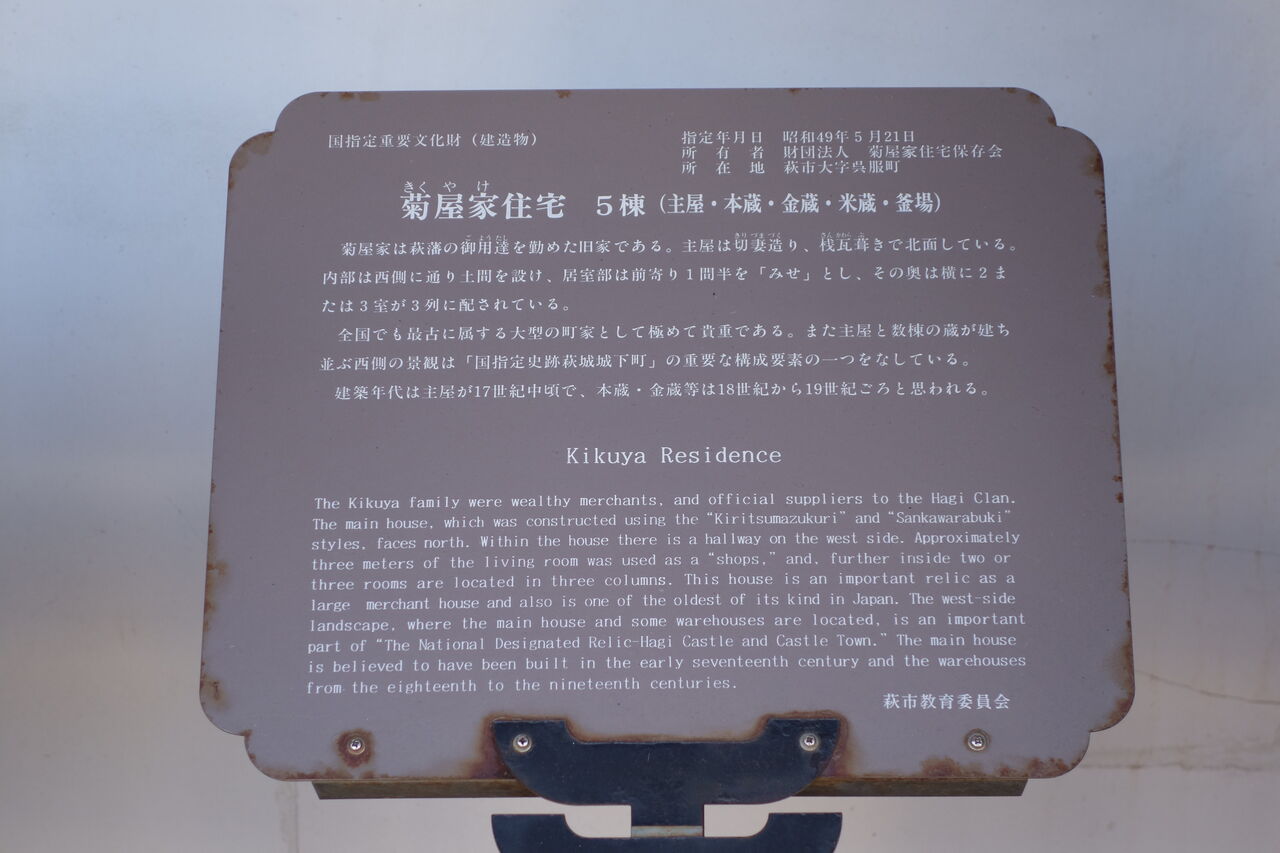 国指定重要文化財（建造物）
指定年月日　昭和49年5月21日
所　有　者　財団法人　菊屋家住宅保存会
所　在　地　萩市大字呉服町
きくやけ
菊屋家住宅　5棟（主屋・本蔵・金蔵・米蔵・釜場）
ごようたし　きりづまづく　さんかわらぶ
菊屋家は萩藩の御用達を勤めた旧家である。主屋は切妻造り、桟瓦葺きで北面している。
内部は西側に通り土間を設け、居室部は前寄り1間半を「みせ」とし、その奥は横に2ま
たは3室が3列に配されている。
全国でも最古に属する大型の町家として極めて貴重である。また主屋と数棟の蔵が建ち
並ぶ西側の景観は「国指定史跡萩城城下町」の重要な構成要素の一つをなしている。
建築年代は主屋が17世紀中頃で、本蔵・金蔵等は18世紀から19世紀ごろと思われる。
Kikuya Residence
The Kikuya family were wealthy merchants, and official suppliers to the Hagi Clan.
The main house, which was constructed using the “Kiritsumazukuri” and “Sankawarabuki”
styles, faces north. Within the house there is a hallway on the west side. Approximately
three meters of the living room was used as a “shops,” and, further inside two or
three rooms are located in three columns. This house is an important relic as a
large merchant house and also is one of the oldest of its kind in Japan. The west-side
landscape, where the main house and some warehouses are located, is an important
part of “The National Designated Relic-Hagi Castle and Castle Town.” The main house
is believed to have been built in the early seventeenth century and the warehouses
from the eighteenth to the nineteenth centuries.
萩市教育委員会